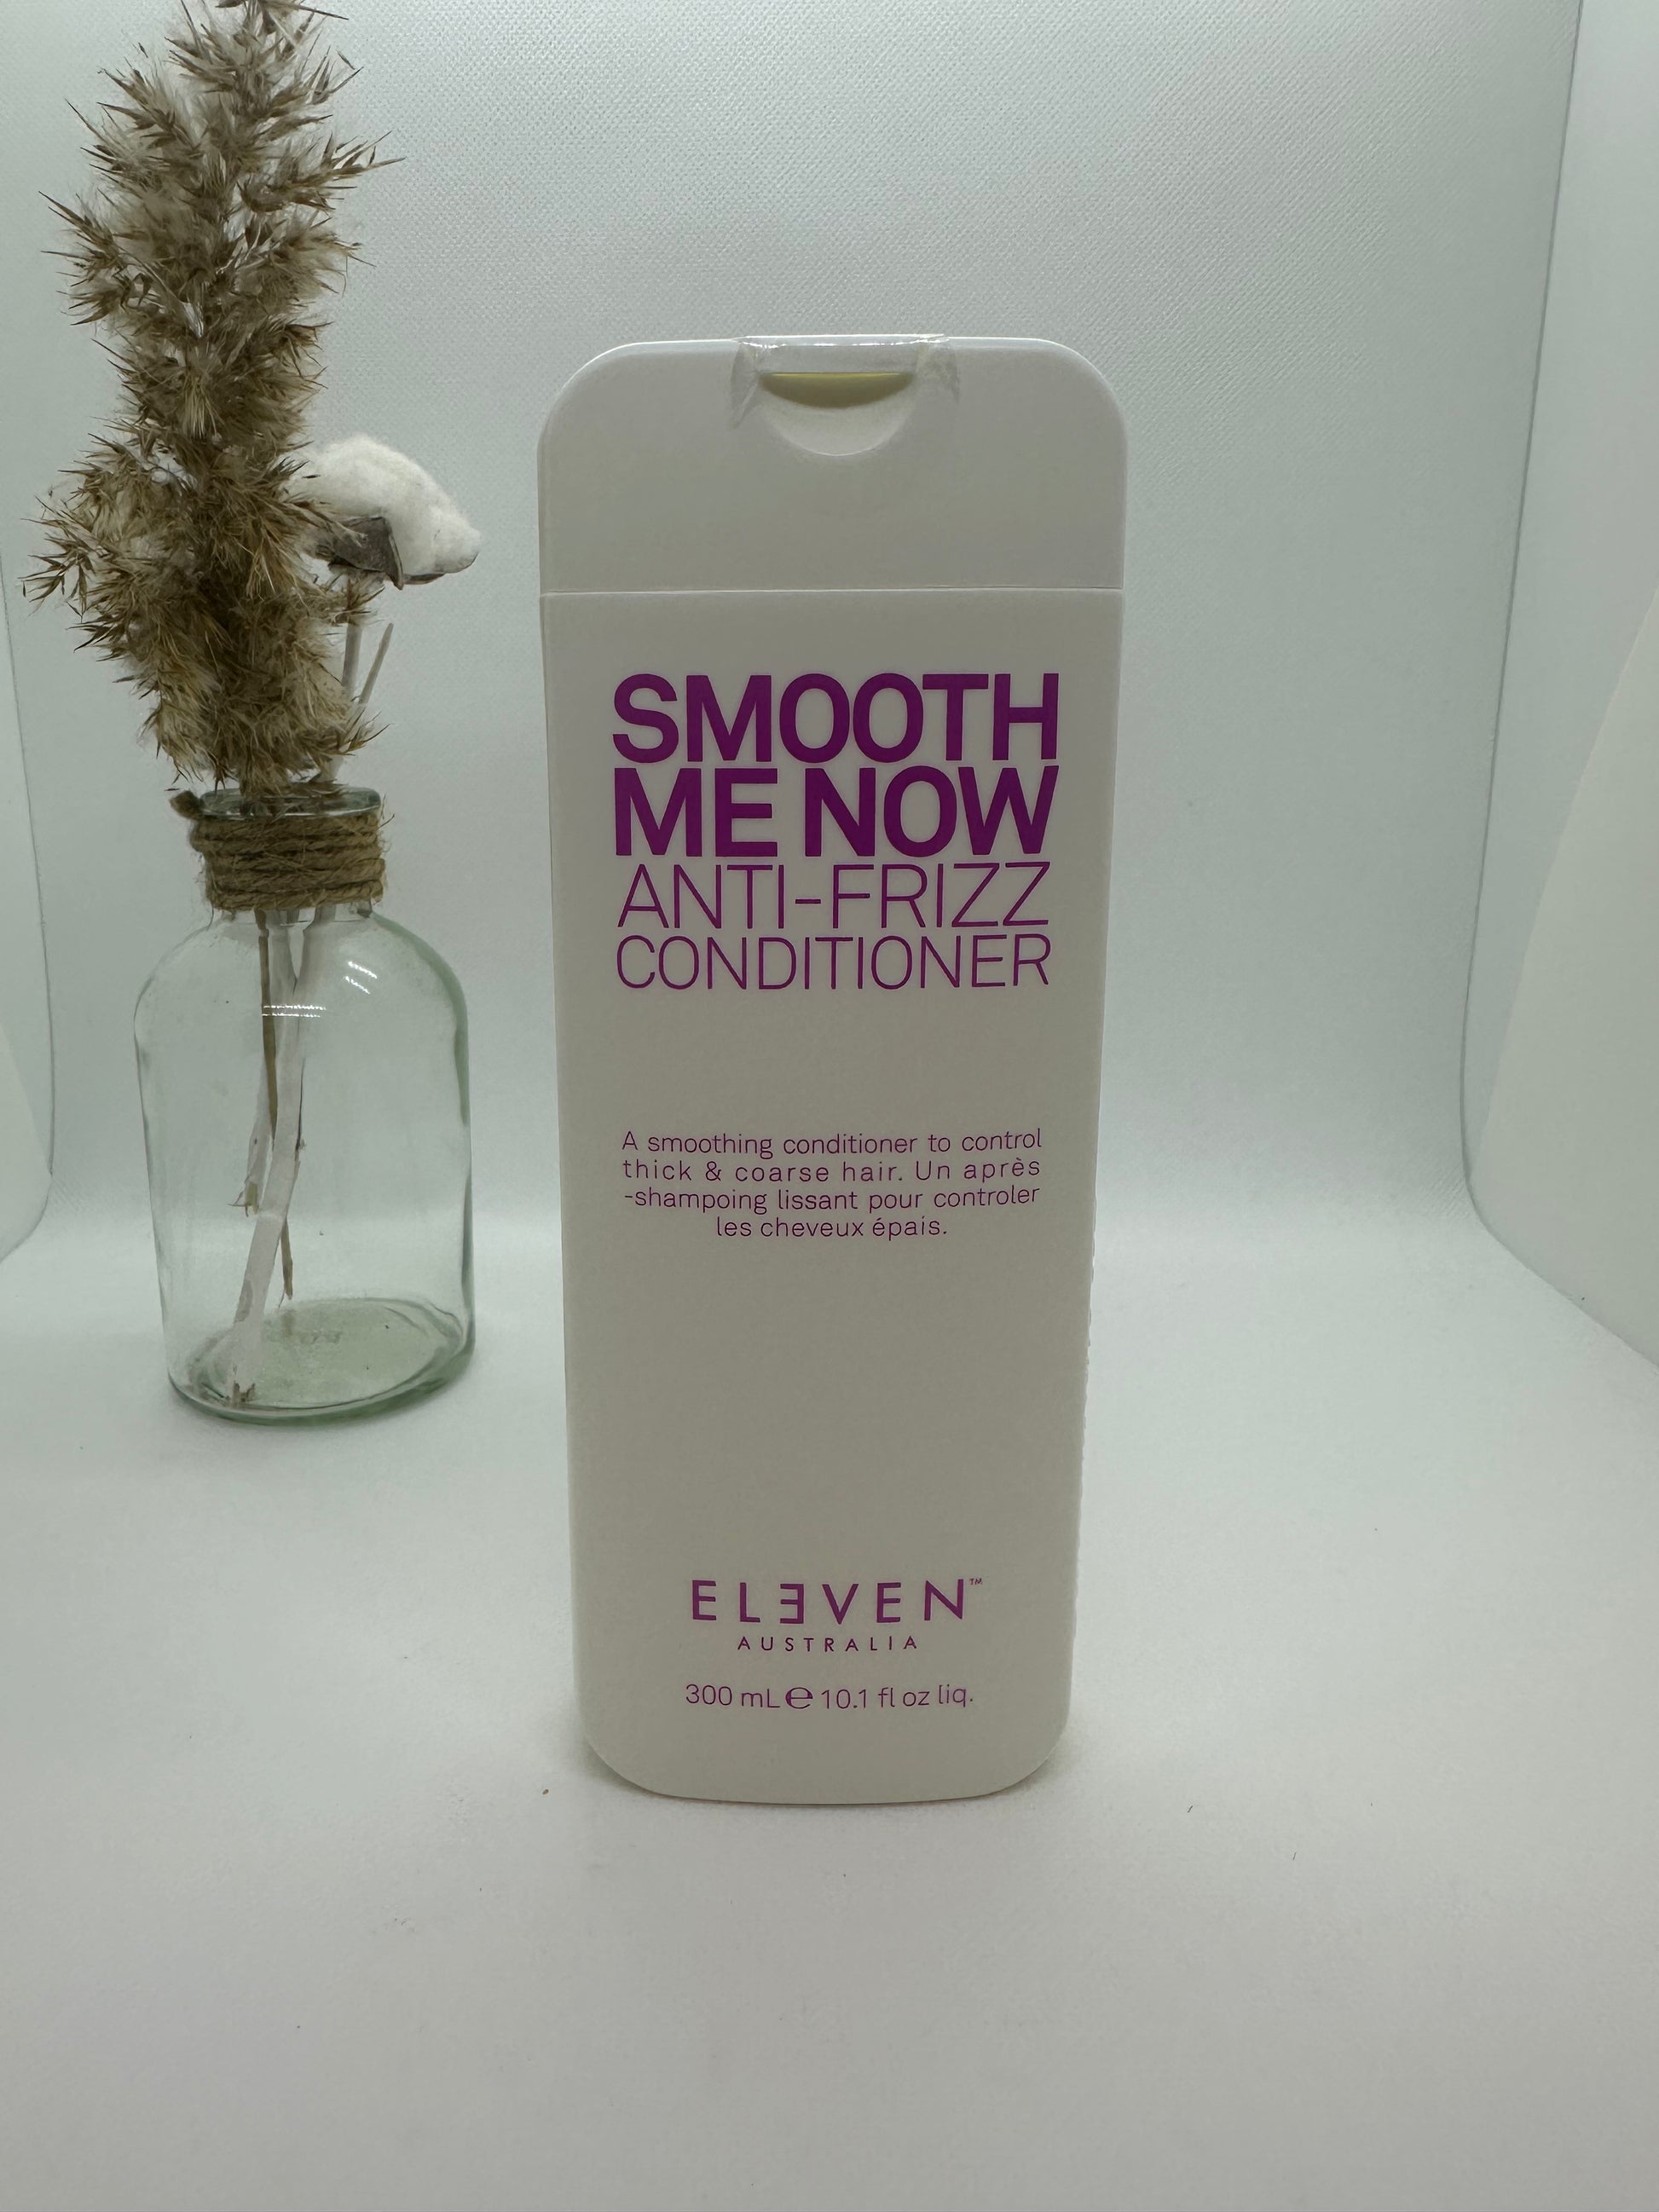 SMOOTH
ME NOW
ANTI-FRIZZ
CONDITIONER
A smoothing conditioner to control
thick & coarse hair. Un après
-shampoing lissant pour controler
les cheveux épais.
ELEVEN™
AUSTRALIA
300 mL ℮ 10.1 fl oz liq.